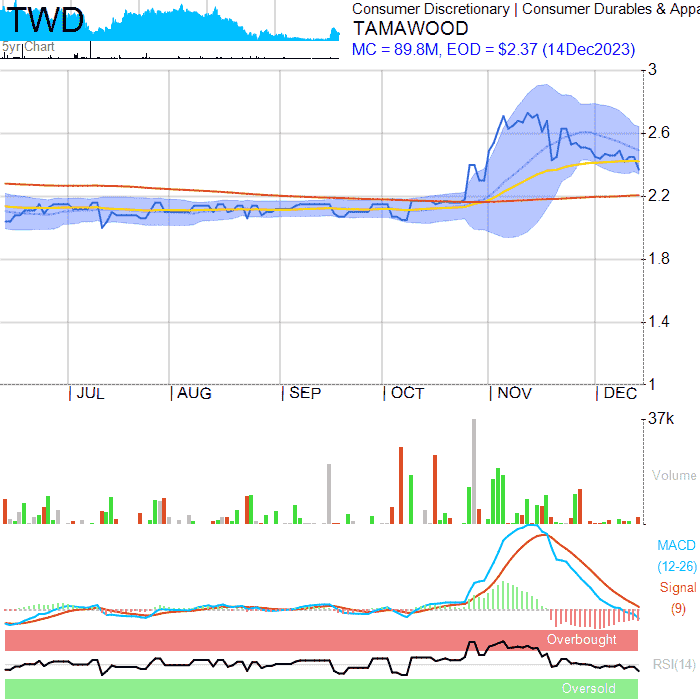 TWD
5yr Chart
Consumer Discretionary | Consumer Durables & Appa
TAMAWOOD
MC = 89.8M, EOD = $2.37 (14Dec2023)
3
2.6
2.2
1.8
1.4
1
| JUL | AUG | SEP | OCT | NOV | DEC
37k
Volume
MACD
(12-26)
Signal
(9)
Overbought
RSI(14)
Oversold